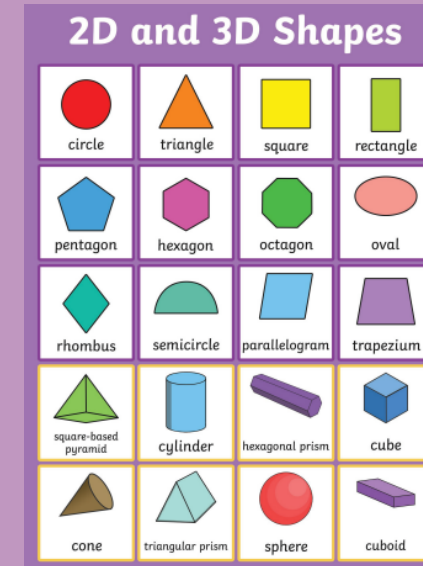 2D and 3D Shapes
circle triangle square rectangle
pentagon hexagon octagon oval
rhombus semicircle parallelogram trapezium
square-based
pyramid cylinder hexagonal prism cube
cone triangular prism sphere cuboid